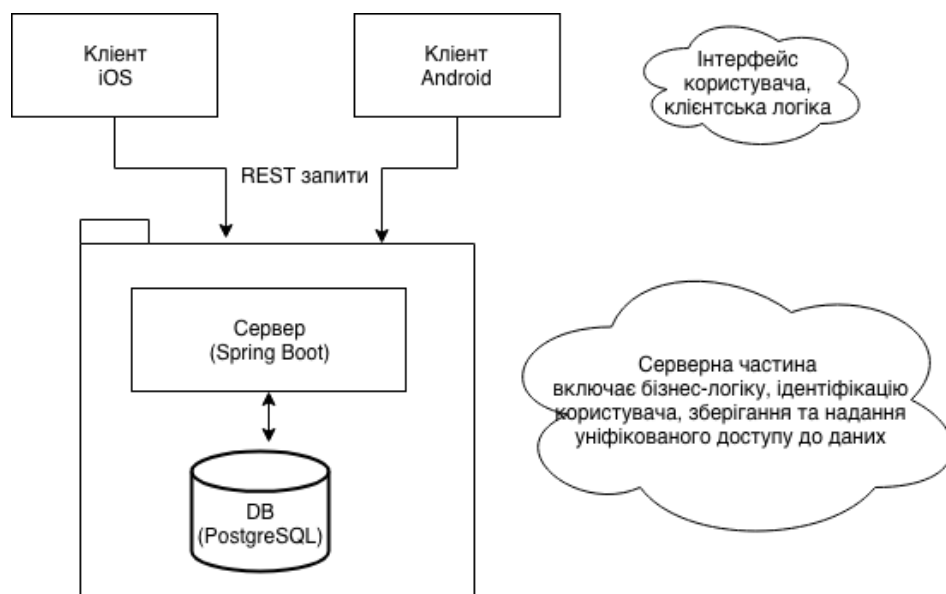 Клієнт
iOS
Клієнт
Android
Інтерфейс
користувача,
клієнтська логіка
REST запити
Сервер
(Spring Boot)
Серверна частина
включає бізнес-логіку, ідентифікацію
користувача, зберігання та надання
уніфікованого доступу до даних
DB
(PostgreSQL)